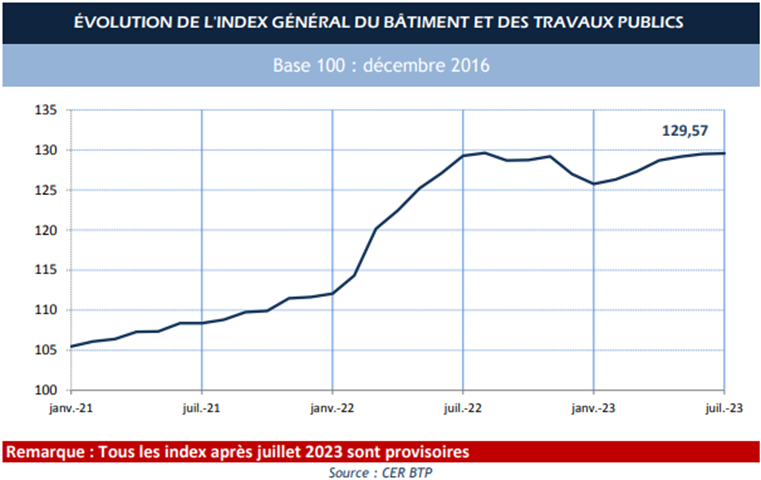 ÉVOLUTION DE L'INDEX GÉNÉRAL DU BÂTIMENT ET DES TRAVAUX PUBLICS
Base 100 : décembre 2016
135
129,57
130
125
120
115
110
105
100
janv.-21 juil.-21 janv.-22 juil.-22 janv.-23 juil.-23
Remarque : Tous les index après juillet 2023 sont provisoires
Source : CER BTP